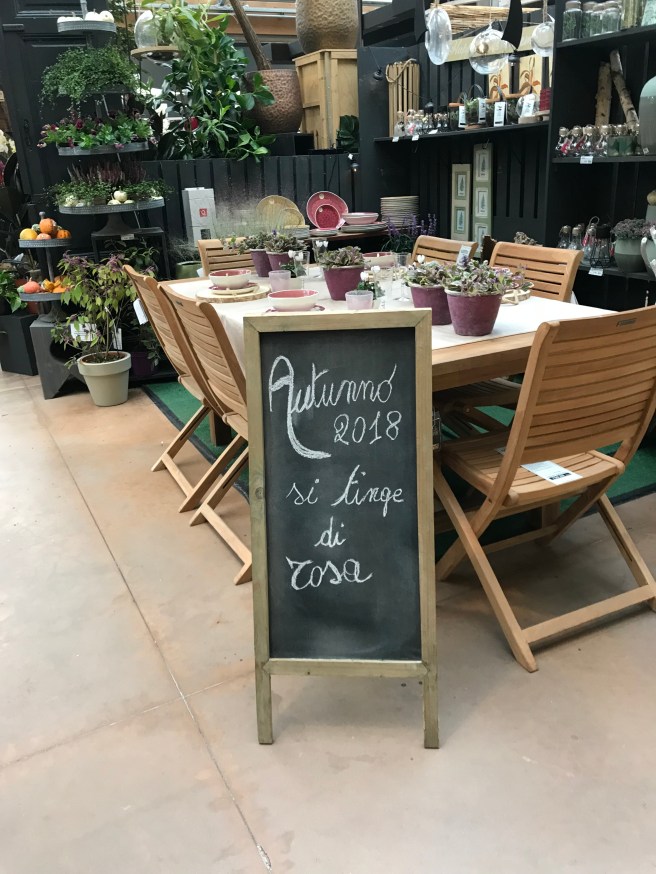 Autunno
2018
si tinge
di
rosa